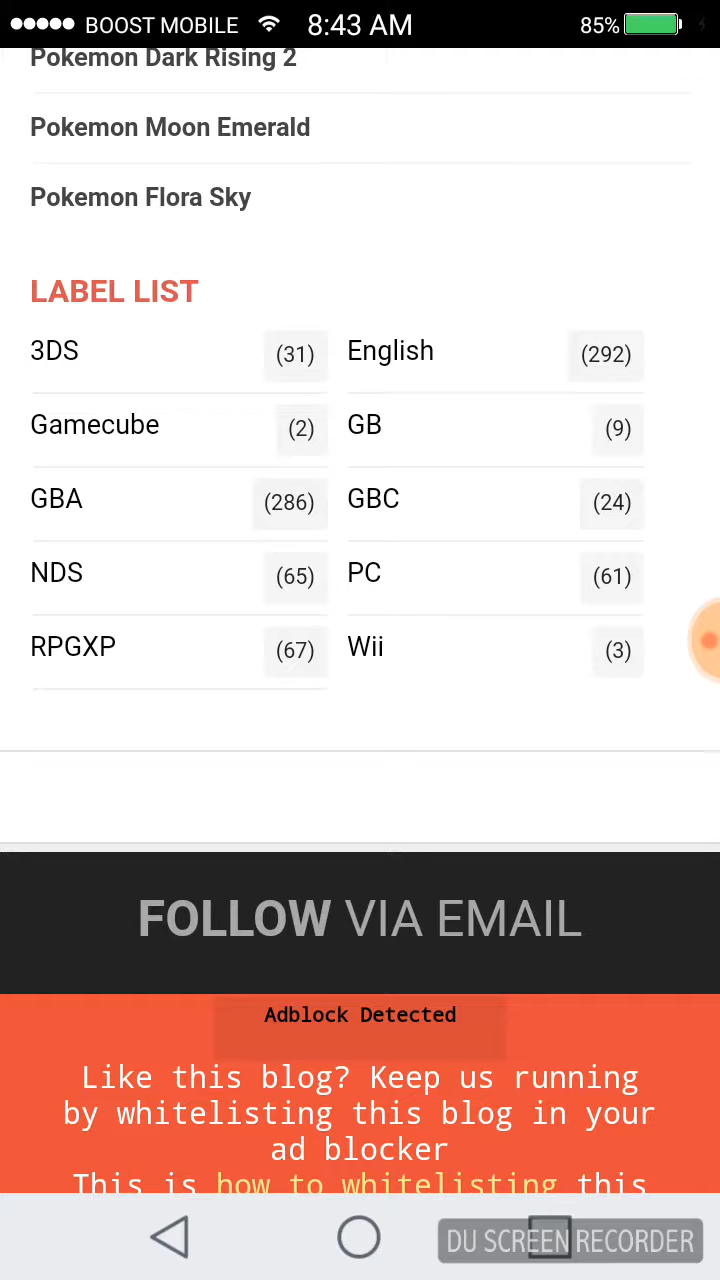 BOOST MOBILE 8:43 AM 85%
Pokemon Dark Rising 2
Pokemon Moon Emerald
Pokemon Flora Sky
LABEL LIST
3DS (31) English (292)
Gamecube (2) GB (9)
GBA (286) GBC (24)
NDS (65) PC (61)
RPGXP (67) Wii (3)
FOLLOW VIA EMAIL
Adblock Detected
Like this blog? Keep us running
by whitelisting this blog in your
ad blocker
This is how to whitelisting this
DU SCREEN RECORDER